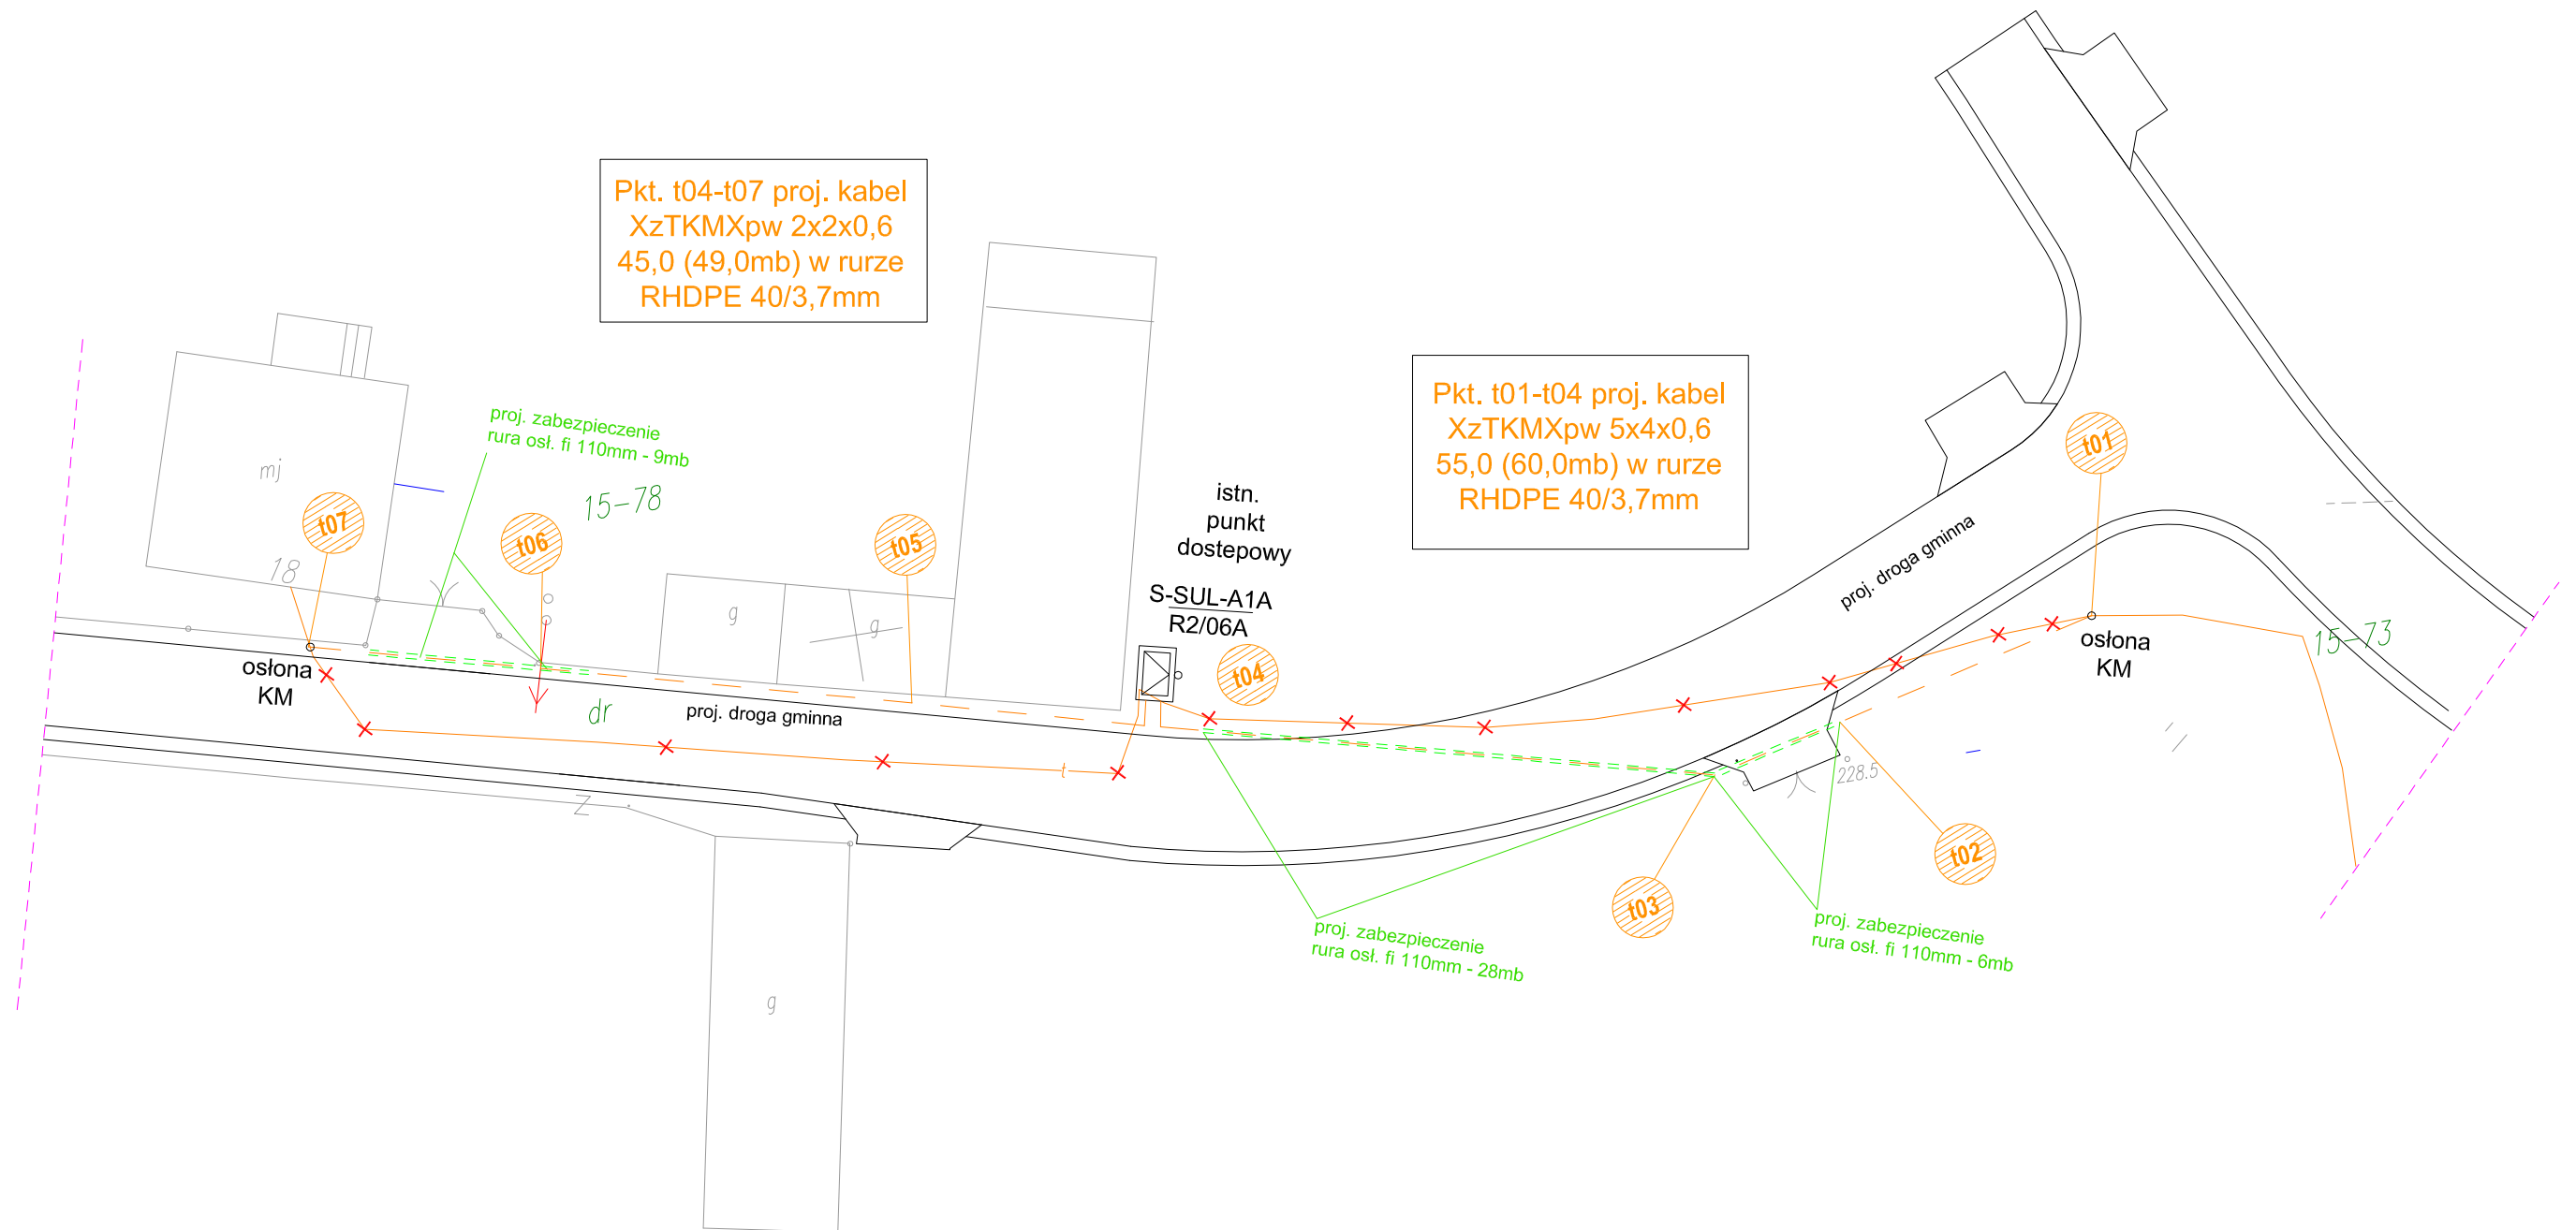 Pkt. t04-t07 proj. kabel
XzTKMXpw 2x2x0,6
45,0 (49,0mb) w rurze
RHDPE 40/3,7mm
Pkt. t01-t04 proj. kabel
XzTKMXpw 5x4x0,6
55,0 (60,0mb) w rurze
RHDPE 40/3,7mm
proj. zabezpieczenie
rura osł. fi 110mm - 9mb
mj
15-78
t07
t06
t05
18
g
g
istn.
punkt
dostepowy
S-SUL-A1A
R2/06A
t04
t01
proj. droga gminna
osłona
KM
15-73
osłona
KM
dr
proj. droga gminna
t
228.5
z
t02
t03
proj. zabezpieczenie
rura osł. fi 110mm - 28mb
proj. zabezpieczenie
rura osł. fi 110mm - 6mb
g